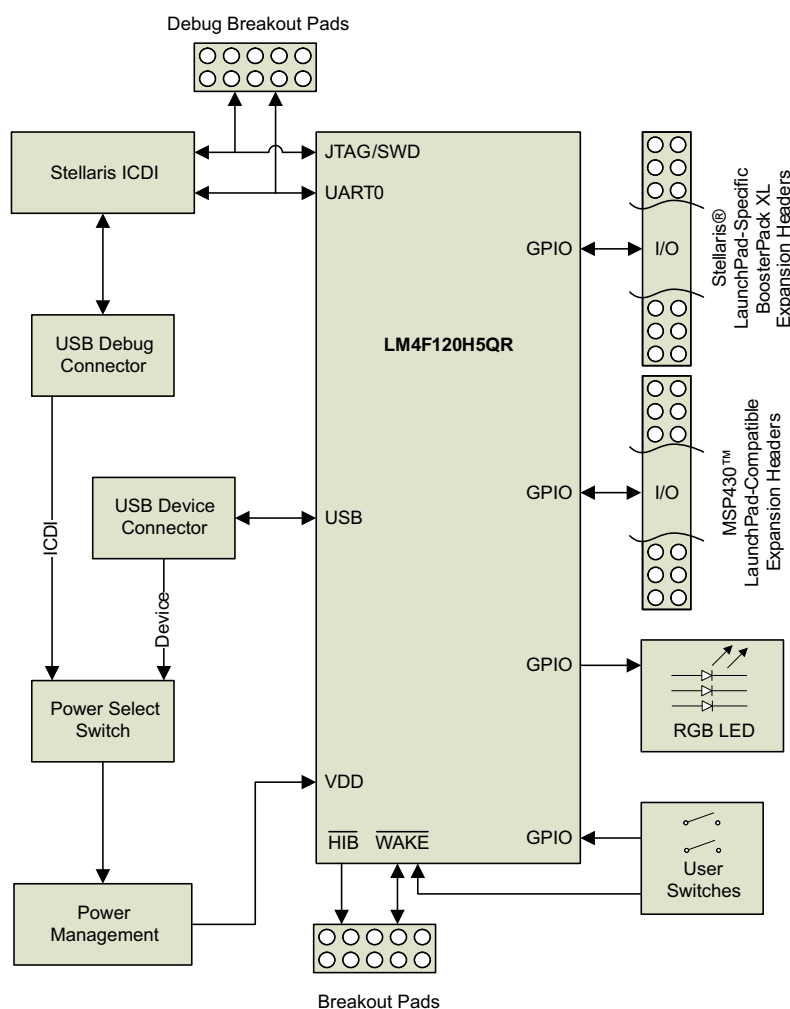 Debug Breakout Pads
Stellaris ICDI
JTAG/SWD
UART0
GPIO
I/O
Stellaris®
LaunchPad-Specific
BoosterPack XL
Expansion Headers
USB Debug
Connector
LM4F120H5QR
GPIO
I/O
MSP430™
LaunchPad-Compatible
Expansion Headers
USB Device
Connector
USB
ICDI
Device
GPIO
RGB LED
Power Select
Switch
VDD
HIB
WAKE
GPIO
User
Switches
Power
Management
Breakout Pads